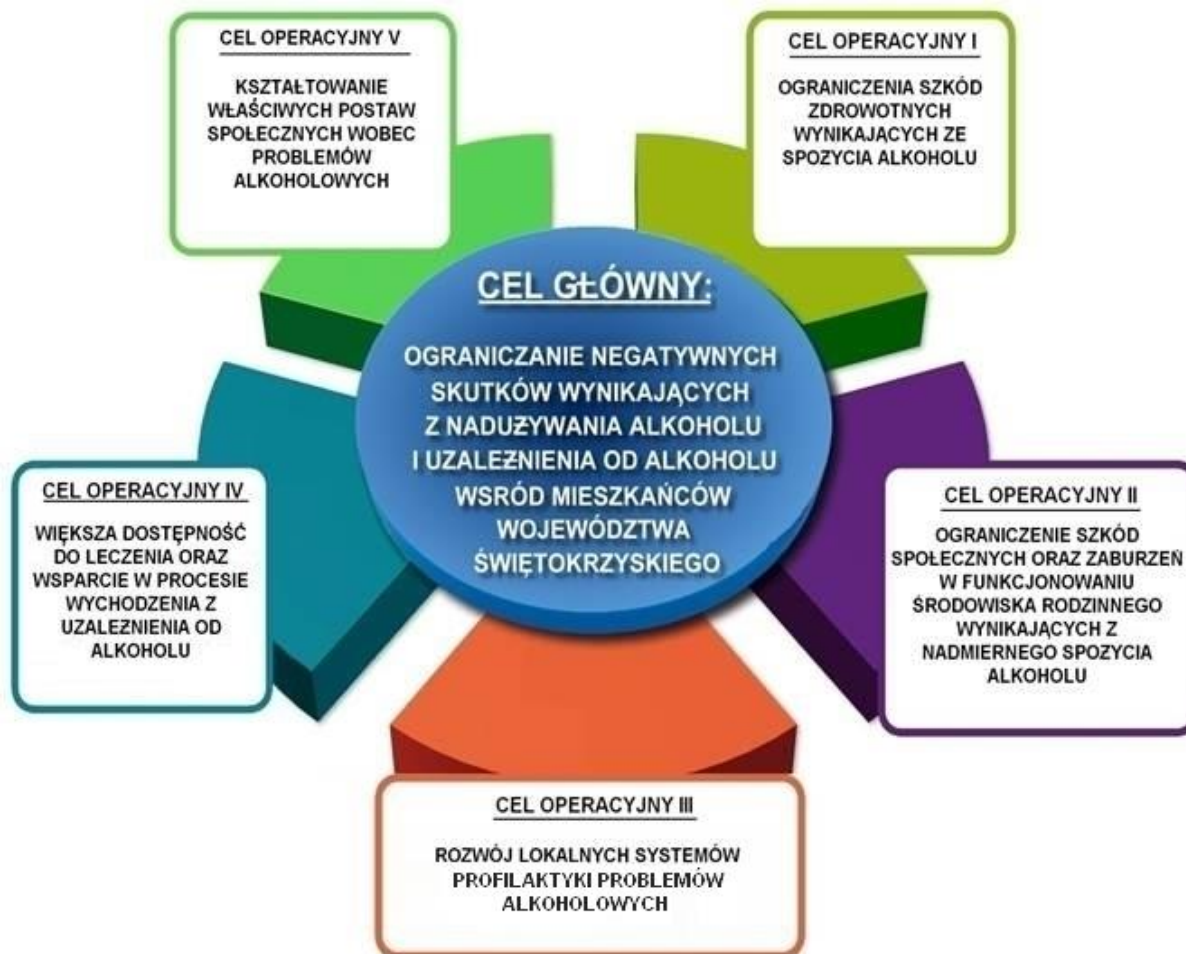 CEL GŁÓWNY:
OGRANICZANIE NEGATYWNYCH
SKUTKÓW WYNIKAJĄCYCH
Z NADUŻYWANIA ALKOHOLU
I UZALEŻNIENIA OD ALKOHOLU
WSRÓD MIESZKAŃCÓW
WOJEWÓDZTWA
ŚWIĘTOKRZYSKIEGO
CEL OPERACYJNY I
OGRANICZENIA SZKÓD
ZDROWOTNYCH
WYNIKAJĄCYCH ZE
SPOZYCIA ALKOHOLU
CEL OPERACYJNY II
OGRANICZENIE SZKÓD
SPOŁECZNYCH ORAZ ZABURZEŃ
W FUNKCJONOWANIU
ŚRODOWISKA RODZINNEGO
WYNIKAJĄCYCH Z
NADMIERNEGO SPOZYCIA
ALKOHOLU
CEL OPERACYJNY III
ROZWÓJ LOKALNYCH SYSTEMÓW
PROFILAKTYKI PROBLEMÓW
ALKOHOLOWYCH
CEL OPERACYJNY IV
WIĘKSZA DOSTĘPNOŚĆ
DO LECZENIA ORAZ
WSPARCIE W PROCESIE
WYCHODZENIA Z
UZALEŻNIENIA OD
ALKOHOLU
CEL OPERACYJNY V
KSZTAŁTOWANIE
WŁAŚCIWYCH POSTAW
SPOŁECZNYCH WOBEC
PROBLEMÓW
ALKOHOLOWYCH